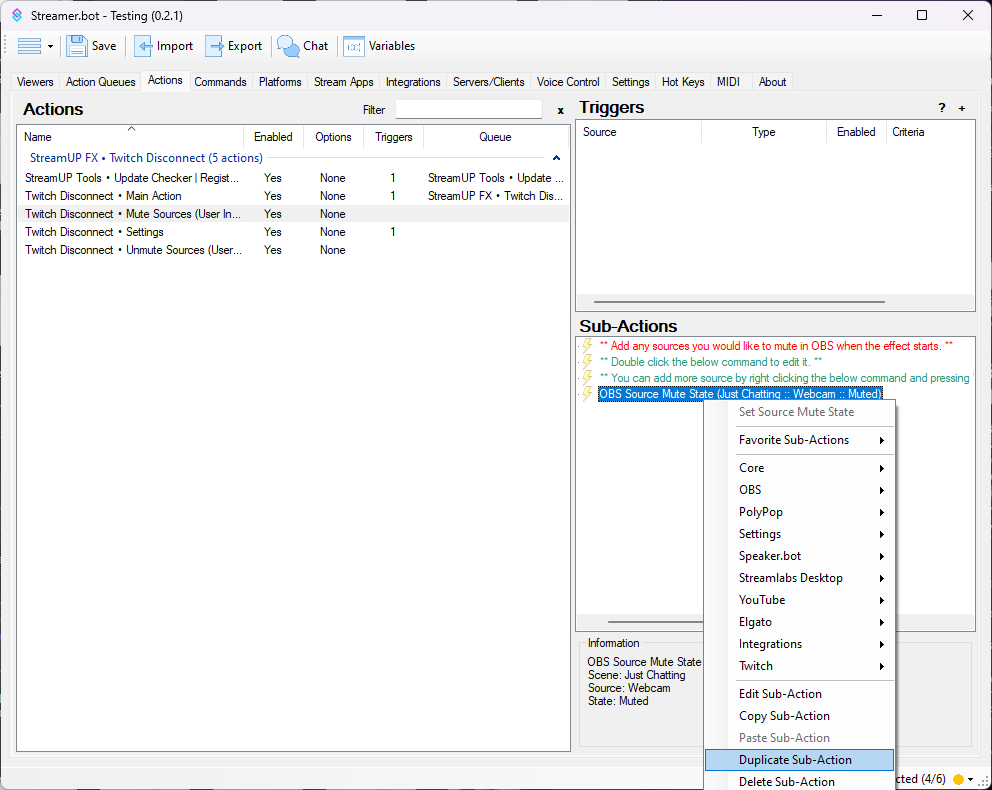 Streamer.bot - Testing (0.2.1)
Save Import Export Chat Variables
Viewers Action Queues Actions Commands Platforms Stream Apps Integrations Servers/Clients Voice Control Settings Hot Keys MIDI About
Actions
Filter
x
Name Enabled Options Triggers Queue
StreamUP FX • Twitch Disconnect (5 actions)
StreamUP Tools • Update Checker | Regist... Yes None 1 StreamUP Tools • Update ...
Twitch Disconnect • Main Action Yes None 1 StreamUP FX • Twitch Dis...
Twitch Disconnect • Mute Sources (User In... Yes None
Twitch Disconnect • Settings Yes None 1
Twitch Disconnect • Unmute Sources (User... Yes None
Triggers
? +
Source Type Enabled Criteria
Sub-Actions
** Add any sources you would like to mute in OBS when the effect starts. **
** Double click the below command to edit it. **
** You can add more source by right clicking the below command and pressing '
OBS Source Mute State (Just Chatting :: Webcam :: Muted)
Set Source Mute State
Favorite Sub-Actions
Core
OBS
PolyPop
Settings
Speaker.bot
Streamlabs Desktop
YouTube
Elgato
Integrations
Twitch
Edit Sub-Action
Copy Sub-Action
Paste Sub-Action
Duplicate Sub-Action
Delete Sub-Action
Information
OBS Source Mute State
Scene: Just Chatting
Source: Webcam
State: Muted
cted (4/6)